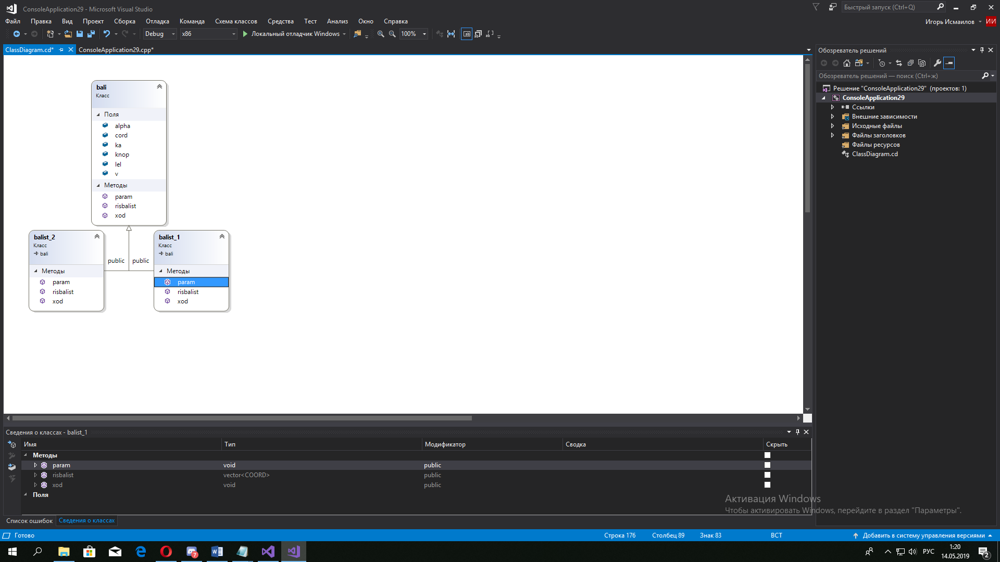 ConsoleApplication29 - Microsoft Visual Studio
Быстрый запуск (Ctrl+Q)
Файл Правка Вид Проект Сборка Отладка Команда Схема классов Средства Тест Анализ Окно Справка
Игорь Исмаилов ИИ
Debug x86 Локальный отладчик Windows 100%
ClassDiagram.cd* ConsoleApplication29.cpp*
bali
Класс
Поля
alpha
cord
ka
knop
lel
v
Методы
param
risbalist
xod
balist_2
Класс
bali
Методы
param
risbalist
xod
public public
balist_1
Класс
bali
Методы
param
risbalist
xod
Обозреватель решений
Обозреватель решений — поиск (Ctrl+ж)
Решение "ConsoleApplication29" (проектов: 1)
ConsoleApplication29
Ссылки
Внешние зависимости
Исходные файлы
Файлы заголовков
Файлы ресурсов
ClassDiagram.cd
Сведения о классах - balist_1
Имя Тип Модификатор Сводка Скрыть
Методы
param void public
risbalist vector<COORD> public
xod void public
Поля
Активация Windows
Чтобы активировать Windows, перейдите в раздел "Параметры".
Список ошибок Сведения о классах
Готово Строка 176 Столбец 89 Знак 83 ВСТ Добавить в систему управления версиями
7
РУС
1:20
14.05.2019
2